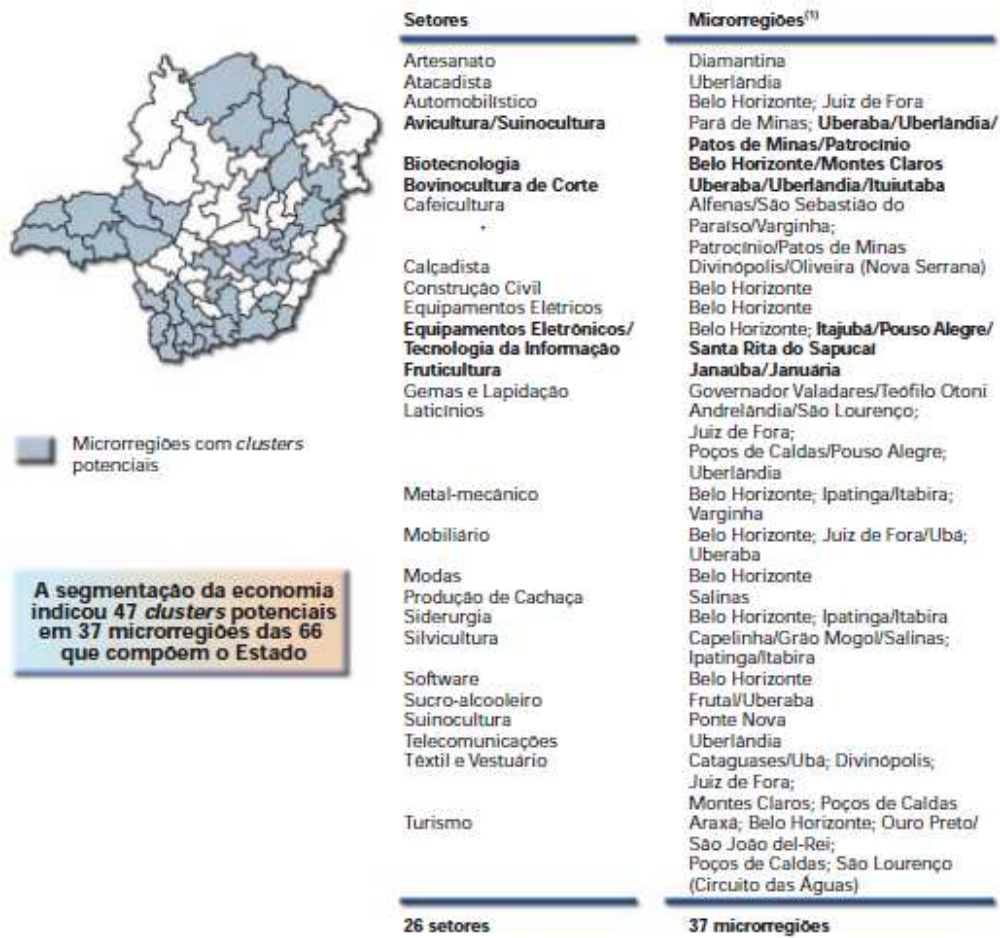 Setores Microrregiões(1)
Artesanato Diamantina
Atacadista Uberlândia
Automobilístico Belo Horizonte; Juiz de Fora
Avicultura/Suinocultura Pará de Minas; Uberaba/Uberlândia/
Patos de Minas/Patrocínio
Biotecnologia Belo Horizonte/Montes Claros
Bovinocultura de Corte Uberaba/Uberlândia/Ituiutaba
Cafeicultura Alfenas/São Sebastião do
Paraíso/Varginha;
Patrocínio/Patos de Minas
Calçadista Divinópolis/Oliveira (Nova Serrana)
Construção Civil Belo Horizonte
Equipamentos Elétricos Belo Horizonte
Equipamentos Eletrônicos/ Belo Horizonte; Itajubá/Pouso Alegre/
Tecnologia da Informação Santa Rita do Sapucaí
Fruticultura Janaúba/Januária
Gemas e Lapidação Governador Valadares/Teófilo Otoni
Laticínios Andrelândia/São Lourenço;
Juiz de Fora;
Poços de Caldas/Pouso Alegre;
Uberlândia
Metal-mecânico Belo Horizonte; Ipatinga/Itabira;
Varginha
Mobiliário Belo Horizonte; Juiz de Fora/Ubá;
Uberaba
Modas Belo Horizonte
Produção de Cachaça Salinas
Siderurgia Belo Horizonte; Ipatinga/Itabira
Silvicultura Capelinha/Grão Mogol/Salinas;
Ipatinga/Itabira
Software Belo Horizonte
Sucro-alcooleiro Frutal/Uberaba
Suinocultura Ponte Nova
Telecomunicações Uberlândia
Têxtil e Vestuário Cataguases/Ubá; Divinópolis;
Juiz de Fora;
Montes Claros; Poços de Caldas
Turismo Araxá; Belo Horizonte; Ouro Preto/
São João del-Rei;
Poços de Caldas; São Lourenço
(Circuito das Águas)
26 setores 37 microrregiões
Microrregiões com clusters
potenciais
A segmentação da economia
indicou 47 clusters potenciais
em 37 microrregiões das 66
que compõem o Estado